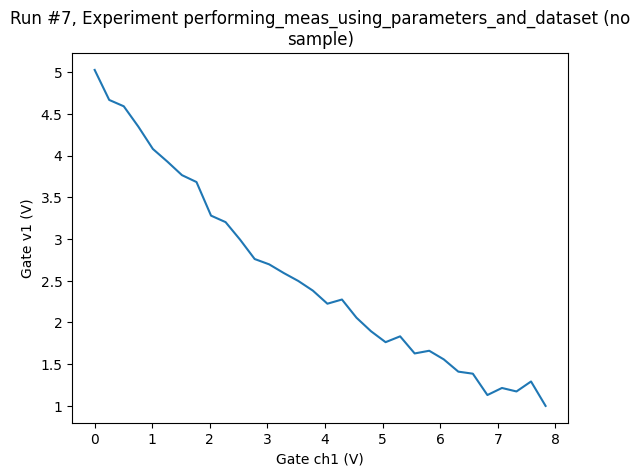 Run #7, Experiment performing_meas_using_parameters_and_dataset (no
sample)
5
4.5
4
3.5
3
2.5
2
1.5
1
Gate v1 (V)
0 1 2 3 4 5 6 7 8
Gate ch1 (V)